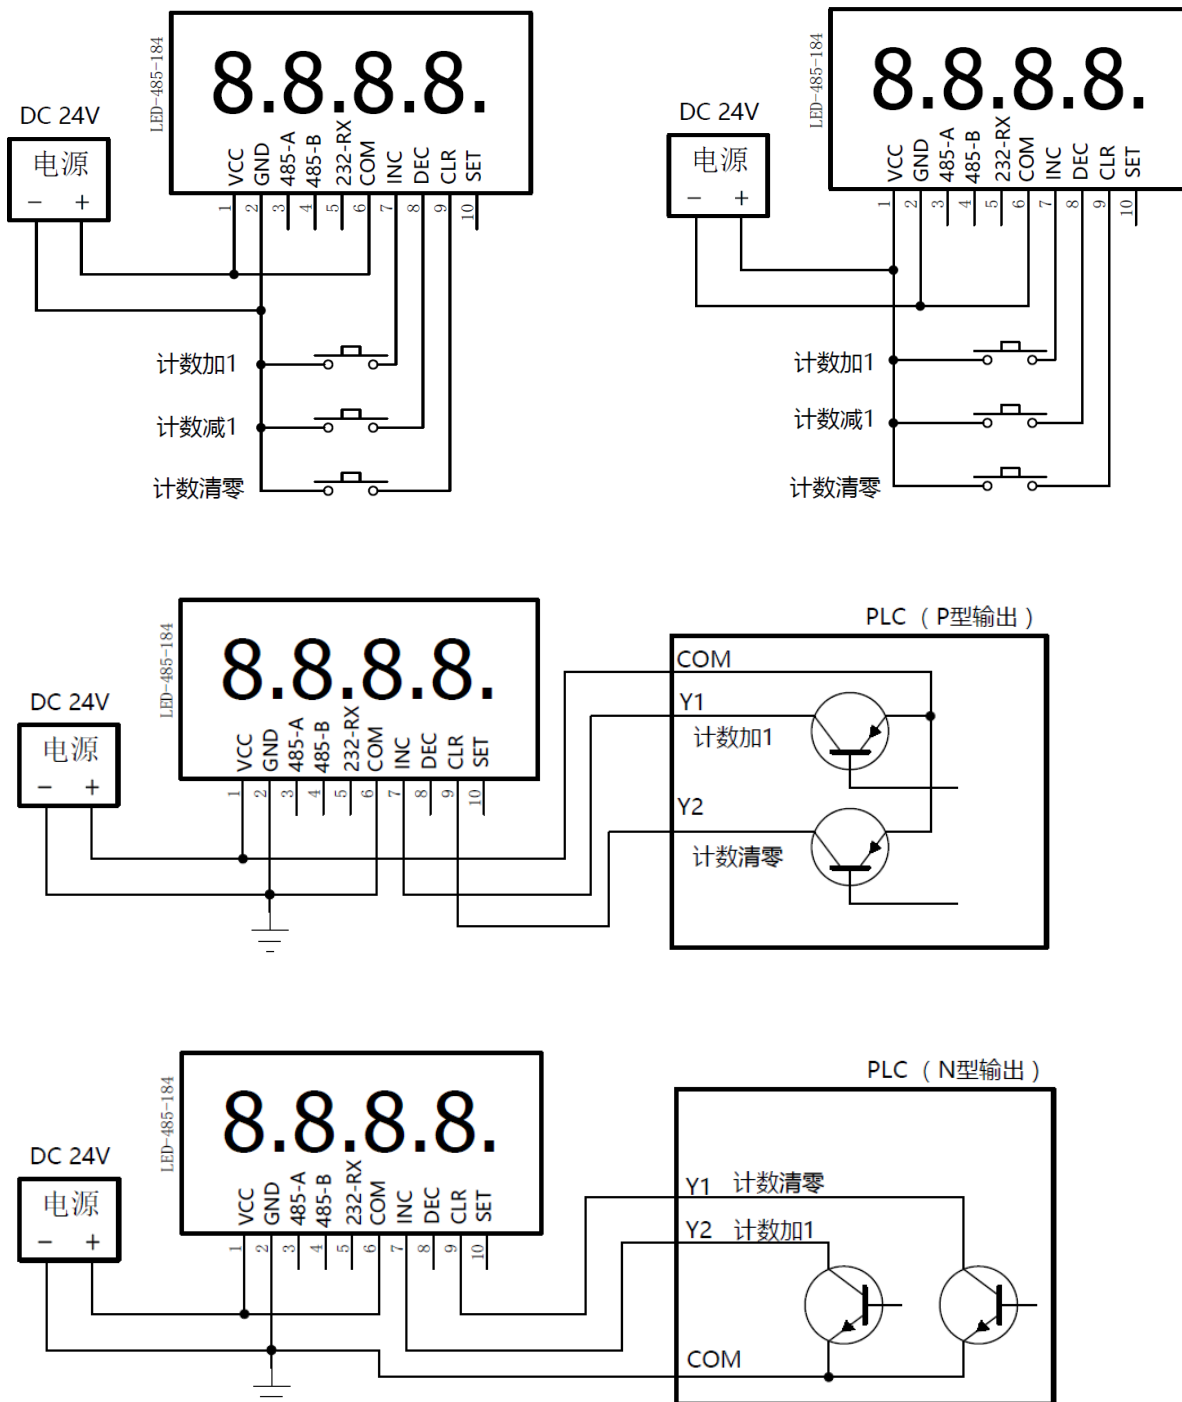 LED-485-184
8.8.8.8.
DC 24V
电源
− +
VCC GND 485-A 485-B 232-RX COM INC DEC CLR SET
1 2 3 4 5 6 7 8 9 10
计数加1
计数减1
计数清零
LED-485-184
8.8.8.8.
DC 24V
电源
− +
VCC GND 485-A 485-B 232-RX COM INC DEC CLR SET
1 2 3 4 5 6 7 8 9 10
计数加1
计数减1
计数清零
LED-485-184
8.8.8.8.
DC 24V
电源
− +
VCC GND 485-A 485-B 232-RX COM INC DEC CLR SET
1 2 3 4 5 6 7 8 9 10
PLC （P型输出）
COM
Y1
计数加1
Y2
计数清零
LED-485-184
8.8.8.8.
DC 24V
电源
− +
VCC GND 485-A 485-B 232-RX COM INC DEC CLR SET
1 2 3 4 5 6 7 8 9 10
PLC （N型输出）
Y1 计数清零
Y2 计数加1
COM